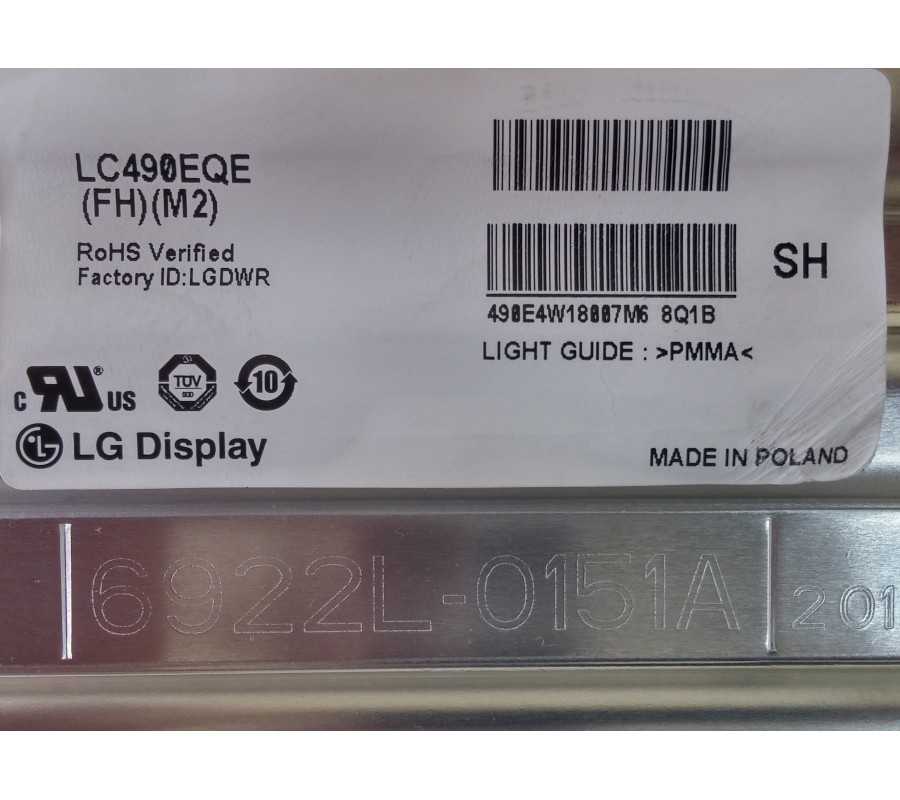 LC490EQE
(FH)(M2)
RoHS Verified
Factory ID:LGDWR
490E4W18007M6 8Q1B
SH
LIGHT GUIDE : >PMMA<
c RU ® US
TÜV
10
LG Display
MADE IN POLAND
6922L-0151A
201